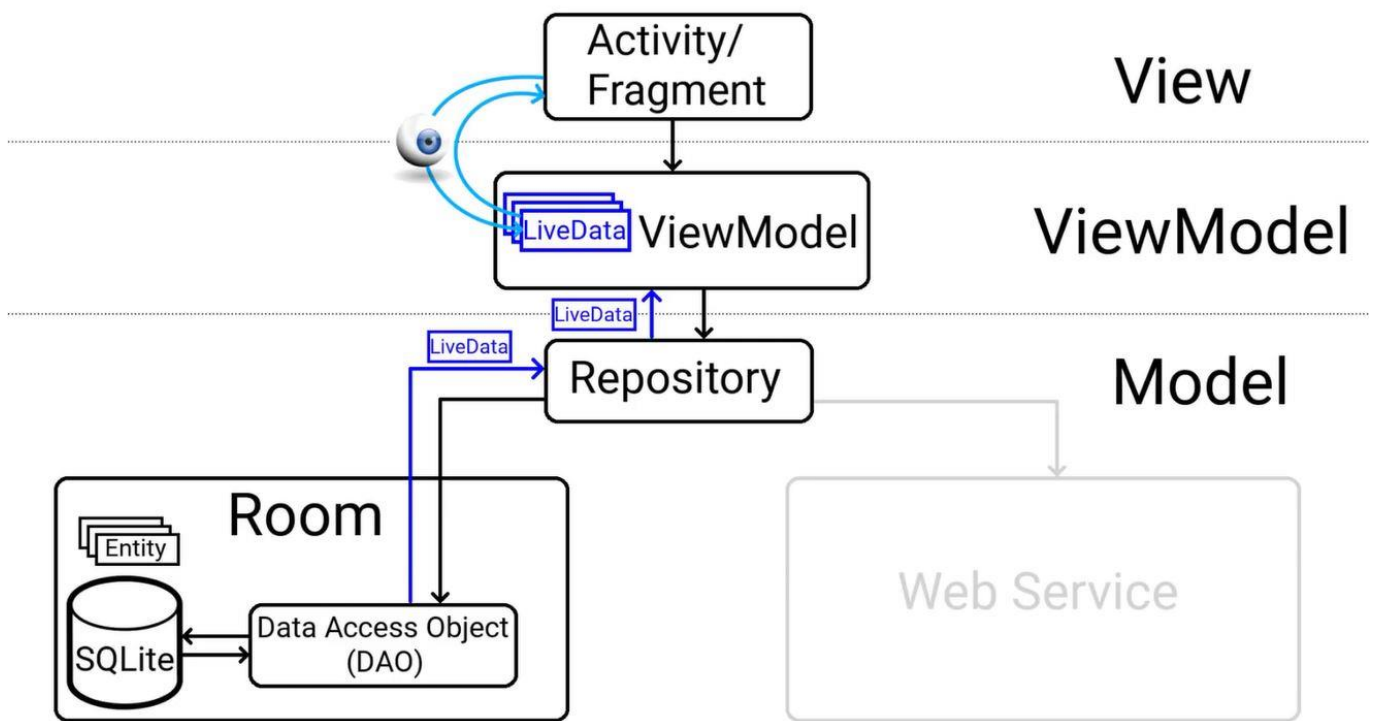 Activity/
Fragment
View
LiveData
ViewModel
ViewModel
LiveData
LiveData
Repository
Model
Room
Entity
SQLite
Data Access Object
(DAO)
Web Service